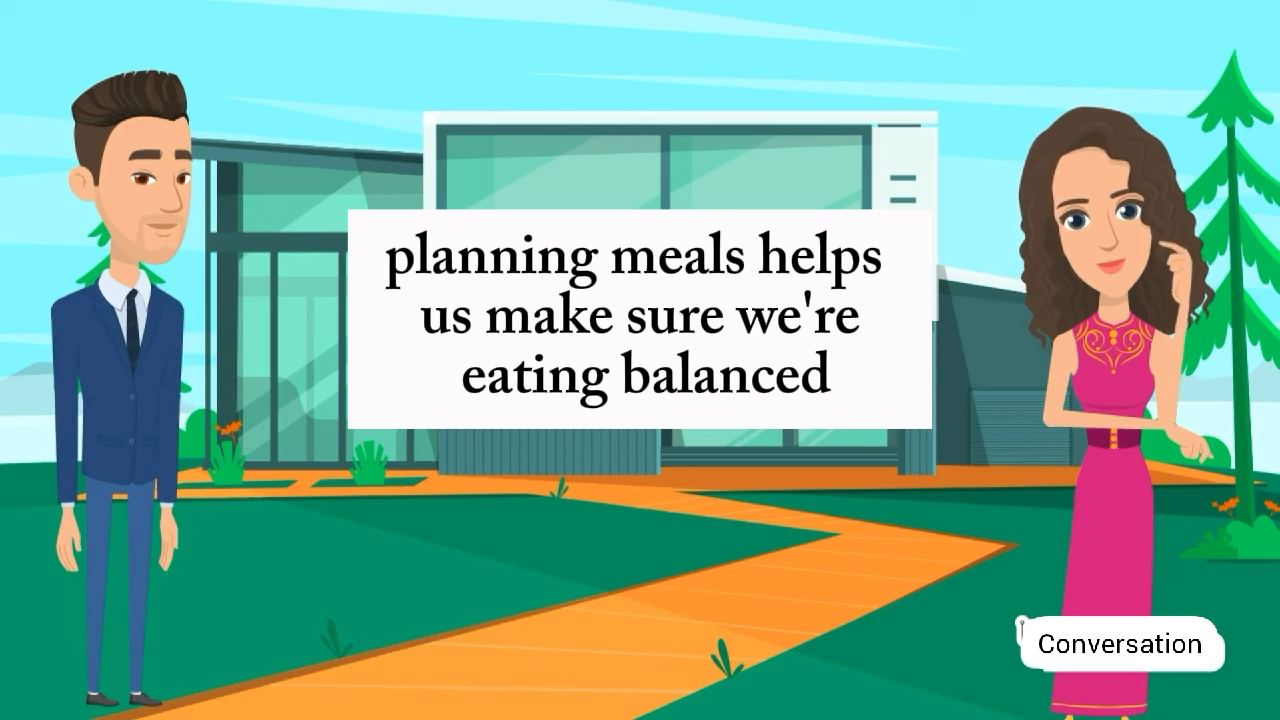 planning meals helps
us make sure we're
eating balanced
Conversation